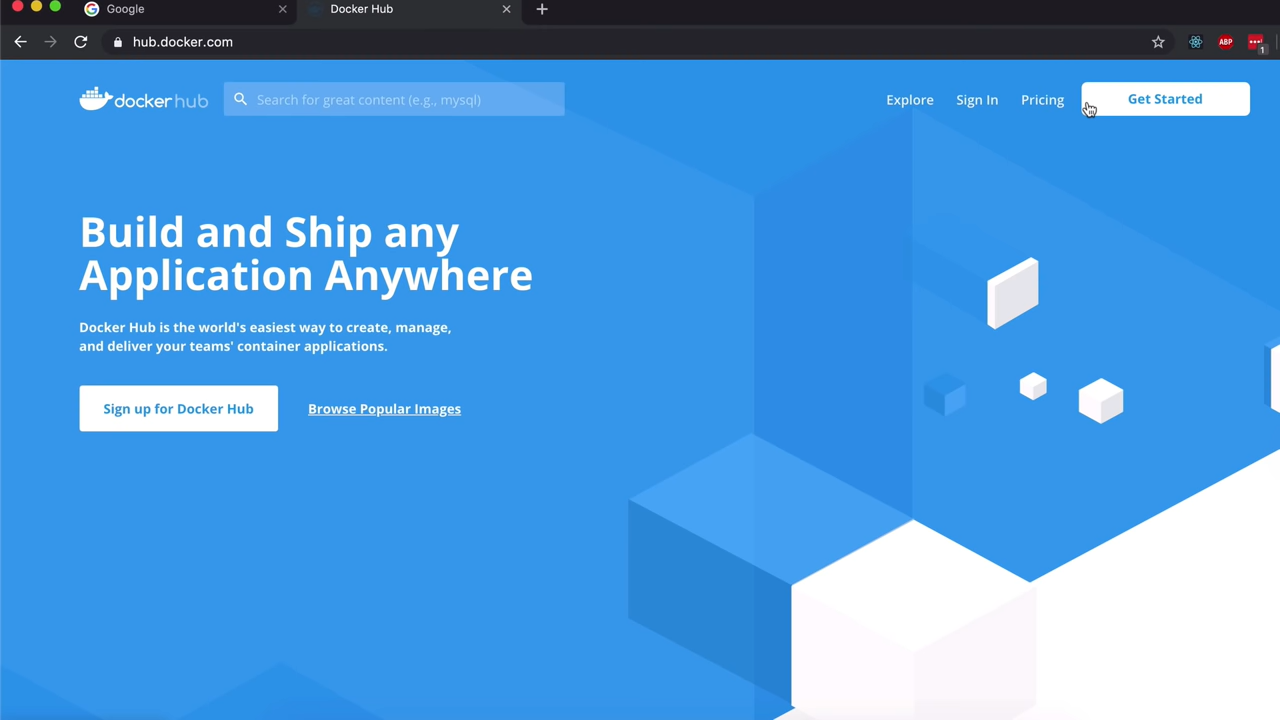 Google
Docker Hub
hub.docker.com
ABP
1
docker hub
Search for great content (e.g., mysql)
Explore
Sign In
Pricing
Get Started
Build and Ship any
Application Anywhere
Docker Hub is the world's easiest way to create, manage,
and deliver your teams' container applications.
Sign up for Docker Hub
Browse Popular Images